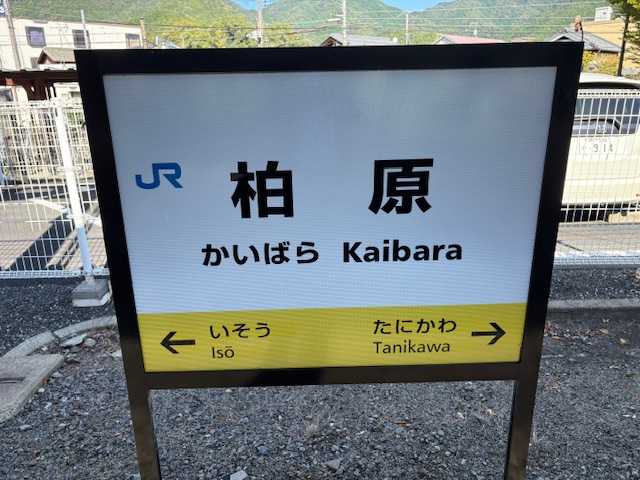 JR 柏原
かいばら Kaibara
← いそう たにかわ →
Isō Tanikawa